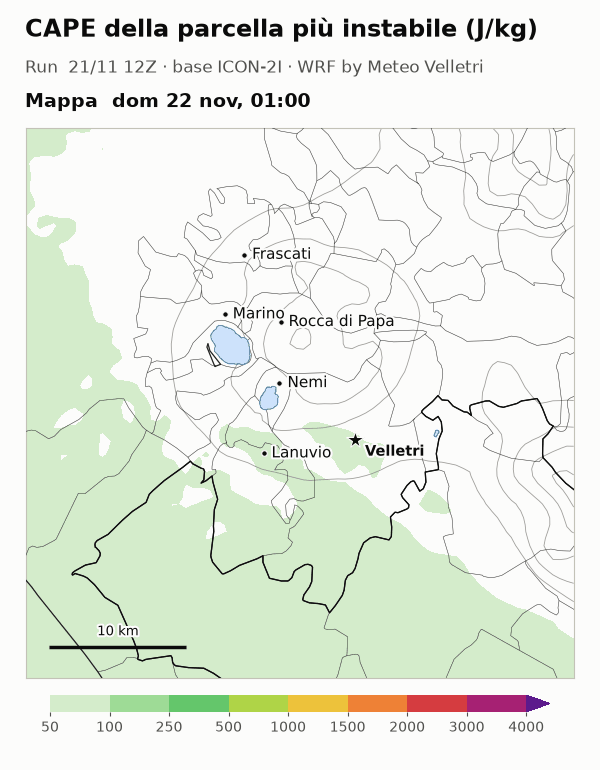 CAPE della parcella più instabile (J/kg)
Run  21/11 12Z · base ICON-2I · WRF by Meteo Velletri
Mappa  dom 22 nov, 01:00
Frascati
Marino
Rocca di Papa
Nemi
Velletri
Lanuvio
10 km
50 100 250 500 1000 1500 2000 3000 4000